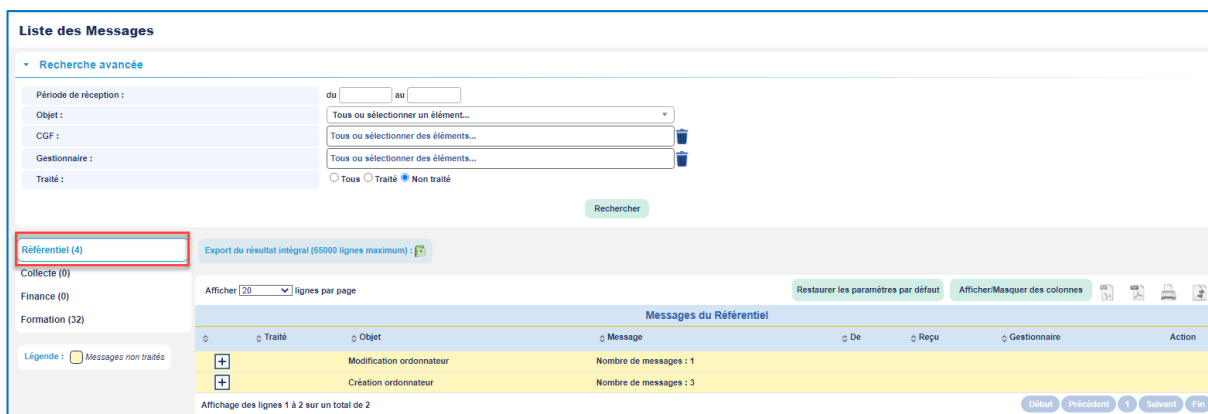 Liste des Messages
Recherche avancée
Période de réception : du au
Objet : Tous ou sélectionner un élément...
CGF : Tous ou sélectionner des éléments...
Gestionnaire : Tous ou sélectionner des éléments...
Traité : Tous Traité Non traité
Rechercher
Référentiel (4)
Export du résultat intégral (65000 lignes maximum) :
Collecte (0)
Finance (0)
Formation (32)
Légende : Messages non traités
Afficher 20 lignes par page
Restaurer les paramètres par défaut
Afficher/Masquer des colonnes
Messages du Référentiel
Traité Objet Message De Reçu Gestionnaire Action
Modification ordonnateur Nombre de messages : 1
Création ordonnateur Nombre de messages : 3
Affichage des lignes 1 à 2 sur un total de 2
Début Précédent 1 Suivant Fin